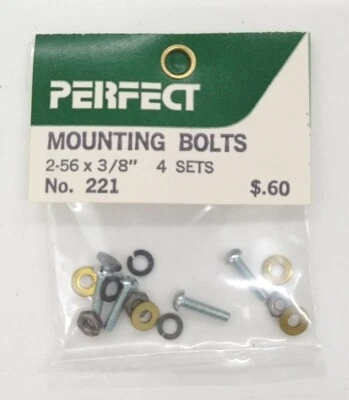 PERFECT
MOUNTING BOLTS
2-56 x 3/8" 4 SETS
No. 221 $.60